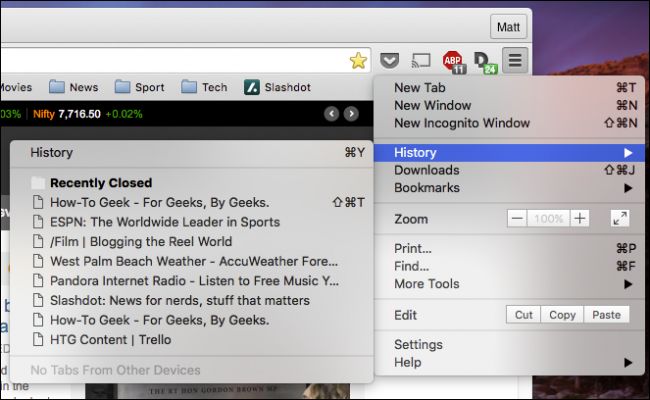 Matt
ABP
11
24
Movies
News
Sport
Tech
Slashdot
03%
Nifty 7,716.50 +0.02%
New Tab ⌘T
New Window ⌘N
New Incognito Window ⇧⌘N
History ▶
Downloads ⇧⌘J
Bookmarks ▶
Zoom − 100% +
Print... ⌘P
Find... ⌘F
More Tools ▶
Edit Cut Copy Paste
Settings
Help ▶
History ⌘Y
Recently Closed
How-To Geek - For Geeks, By Geeks. ⇧⌘T
ESPN: The Worldwide Leader in Sports
/Film | Blogging the Reel World
West Palm Beach Weather - AccuWeather Fore...
Pandora Internet Radio - Listen to Free Music Y...
Slashdot: News for nerds, stuff that matters
How-To Geek - For Geeks, By Geeks.
HTG Content | Trello
No Tabs From Other Devices
in the
THE RT DON GORDON BROWN MP